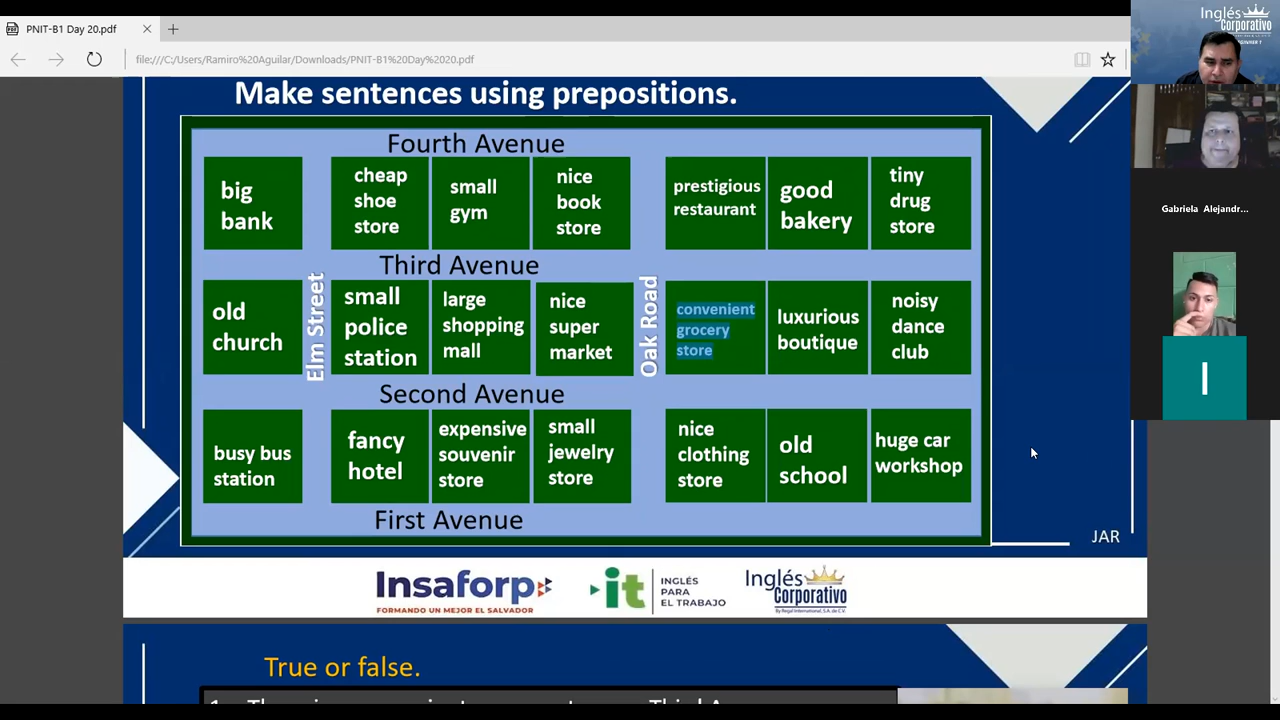 PNIT-B1 Day 20.pdf
file:///C:/Users/Ramiro%20Aguilar/Downloads/PNIT-B1%20Day%2020.pdf
Make sentences using prepositions.
Fourth Avenue
big
bank
cheap
shoe
store
small
gym
nice
book
store
prestigious
restaurant
good
bakery
tiny
drug
store
Third Avenue
Elm Street
Oak Road
old
church
small
police
station
large
shopping
mall
nice
super
market
convenient
grocery
store
luxurious
boutique
noisy
dance
club
Second Avenue
busy bus
station
fancy
hotel
expensive
souvenir
store
small
jewelry
store
nice
clothing
store
old
school
huge car
workshop
First Avenue
JAR
Insaforp
FORMANDO UN MEJOR EL SALVADOR
it
INGLÉS
PARA
EL TRABAJO
Inglés
Corporativo
By Regal International, S.A. de C.V.
True or false.
Inglés
Corporativo
Gabriela Alejandr...
I